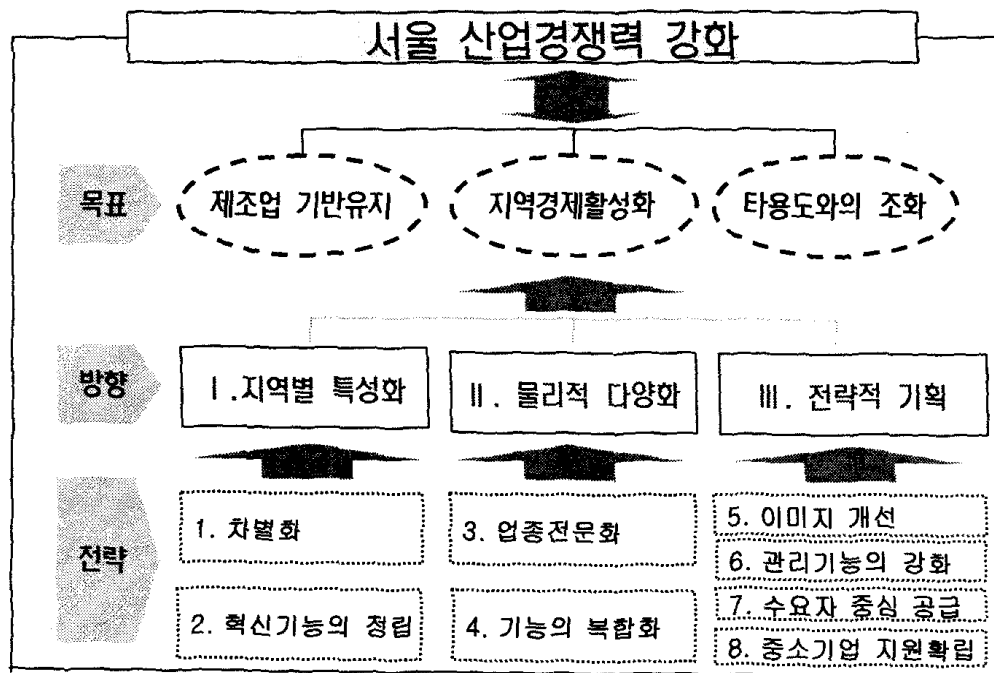 서울 산업경쟁력 강화
목표
제조업 기반유지
지역경제활성화
타용도와의 조화
방향
Ⅰ.지역별 특성화
Ⅱ. 물리적 다양화
Ⅲ. 전략적 기획
전략
1. 차별화
2. 혁신기능의 정립
3. 업종전문화
4. 기능의 복합화
5. 이미지 개선
6. 관리기능의 강화
7. 수요자 중심 공급
8. 중소기업 지원확립